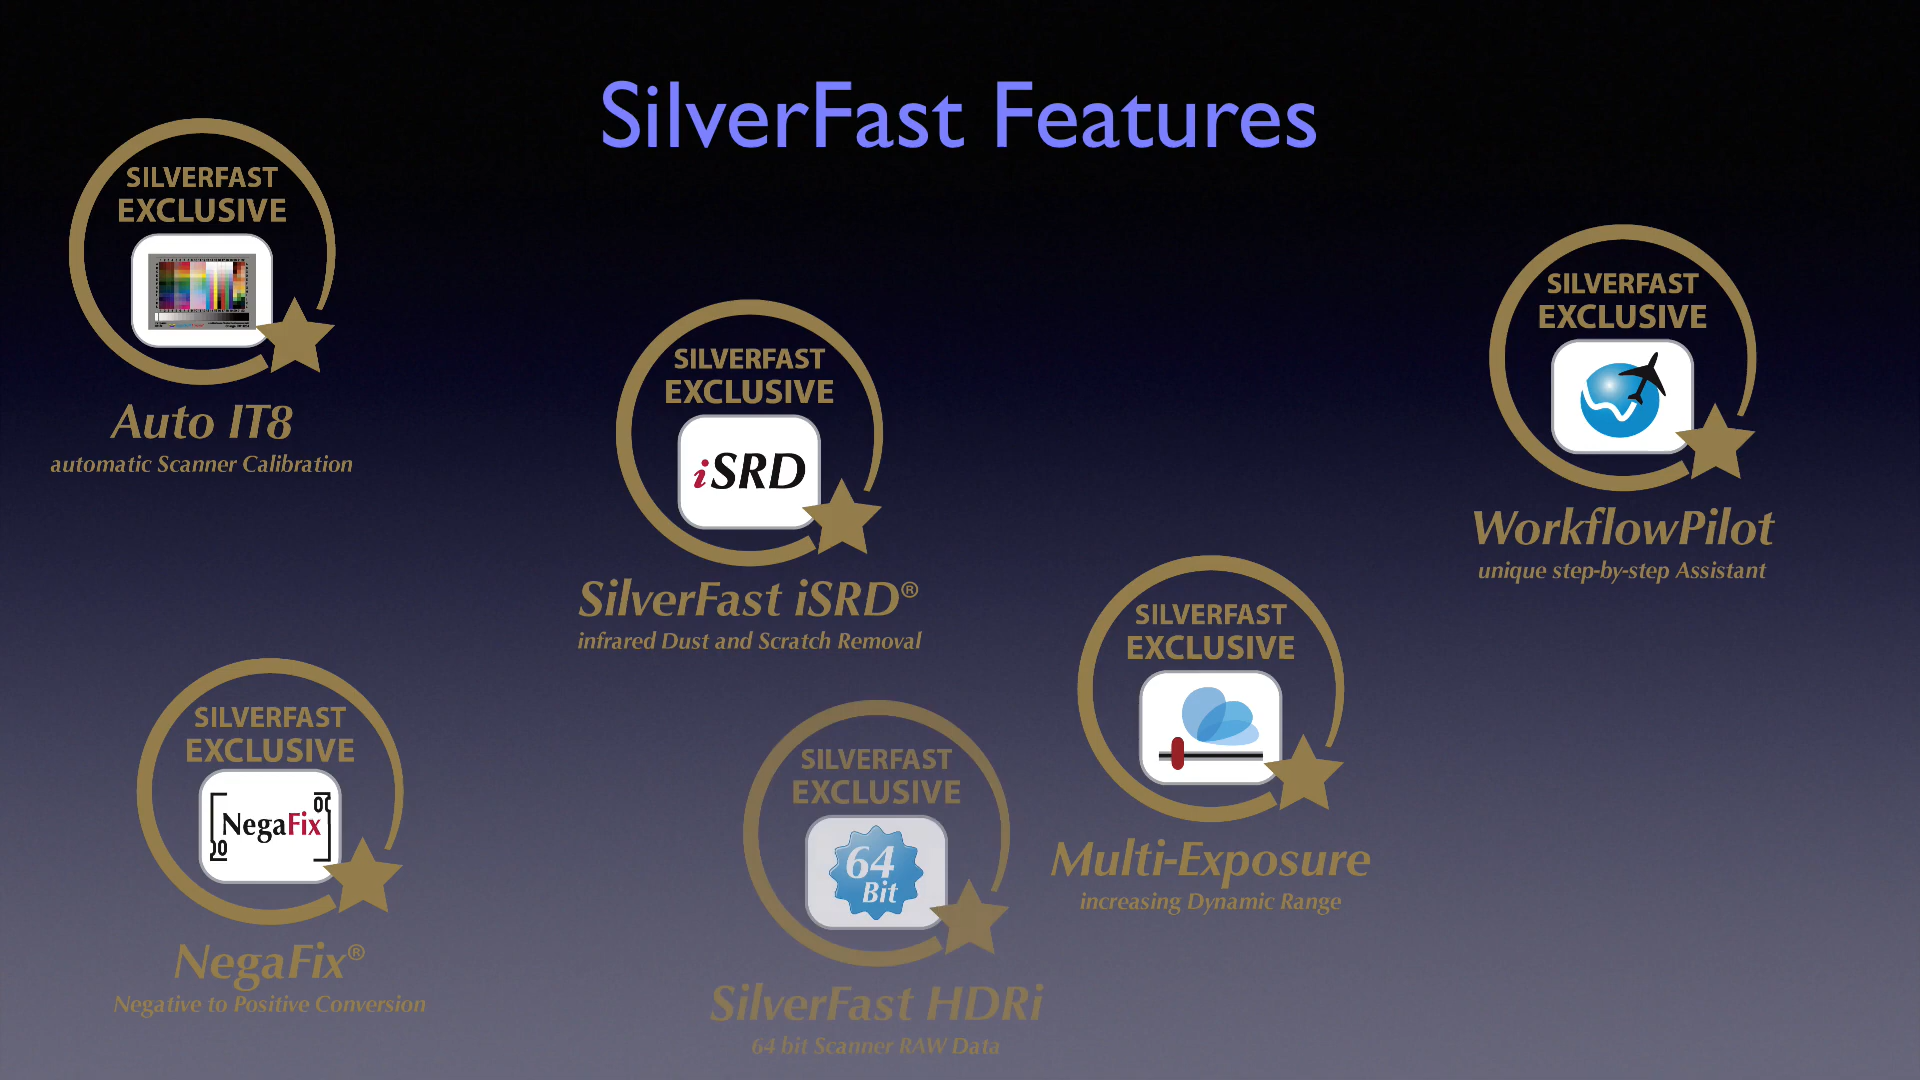 SilverFast Features
SILVERFAST
EXCLUSIVE
Auto IT8
automatic Scanner Calibration
SILVERFAST
EXCLUSIVE
iSRD
SilverFast iSRD®
infrared Dust and Scratch Removal
SILVERFAST
EXCLUSIVE
WorkflowPilot
unique step-by-step Assistant
SILVERFAST
EXCLUSIVE
NegaFix
NegaFix®
Negative to Positive Conversion
SILVERFAST
EXCLUSIVE
64
Bit
SilverFast HDRi
64 bit Scanner RAW Data
SILVERFAST
EXCLUSIVE
Multi-Exposure
increasing Dynamic Range